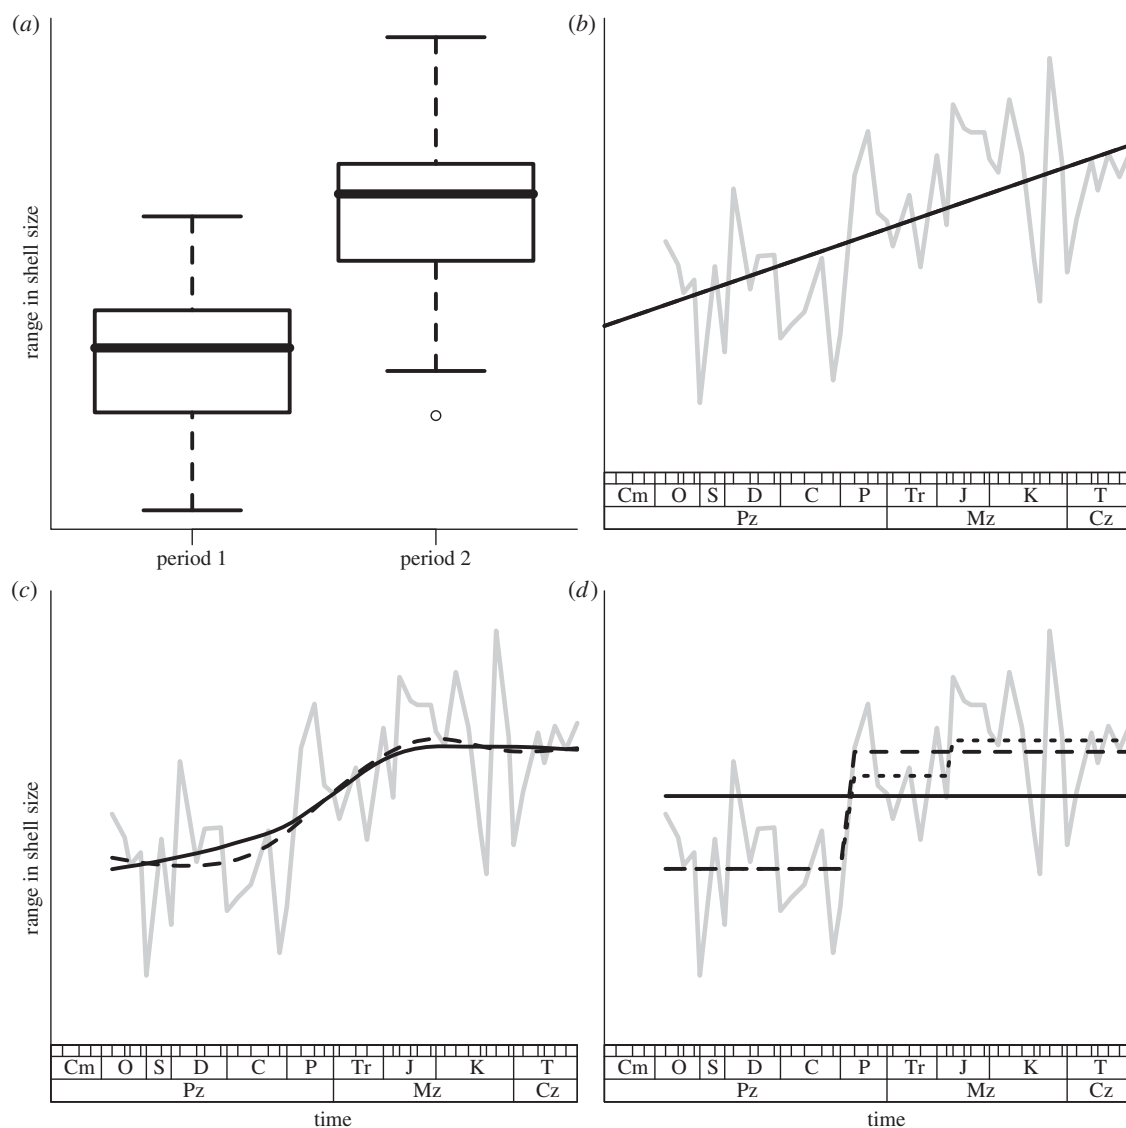 (a)
range in shell size
period 1
period 2
(b)
Cm O S D C P Tr J K T
Pz Mz Cz
(c)
range in shell size
Cm O S D C P Tr J K T
Pz Mz Cz
time
(d)
Cm O S D C P Tr J K T
Pz Mz Cz
time